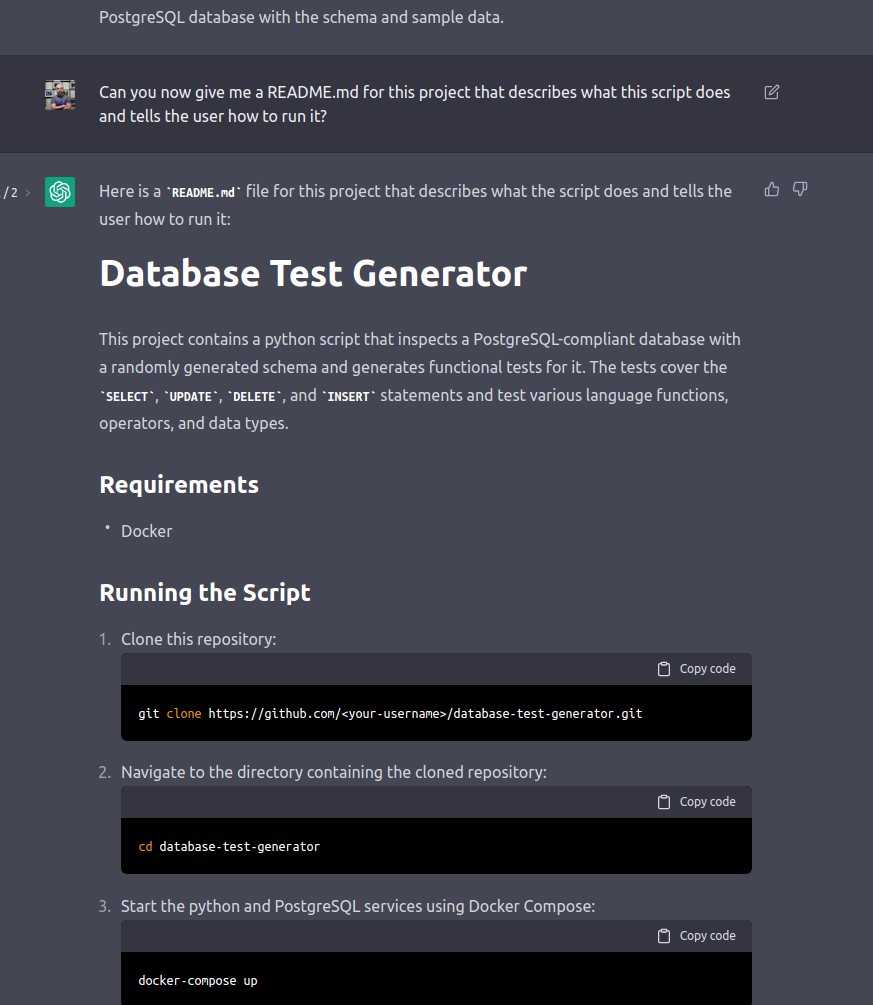 PostgreSQL database with the schema and sample data.
Can you now give me a README.md for this project that describes what this script does
and tells the user how to run it?
/ 2 >
Here is a `README.md` file for this project that describes what the script does and tells the
user how to run it:
Database Test Generator
This project contains a python script that inspects a PostgreSQL-compliant database with
a randomly generated schema and generates functional tests for it. The tests cover the
`SELECT`, `UPDATE`, `DELETE`, and `INSERT` statements and test various language functions,
operators, and data types.
Requirements
• Docker
Running the Script
1. Clone this repository:
Copy code
git clone https://github.com/<your-username>/database-test-generator.git
2. Navigate to the directory containing the cloned repository:
Copy code
cd database-test-generator
3. Start the python and PostgreSQL services using Docker Compose:
Copy code
docker-compose up